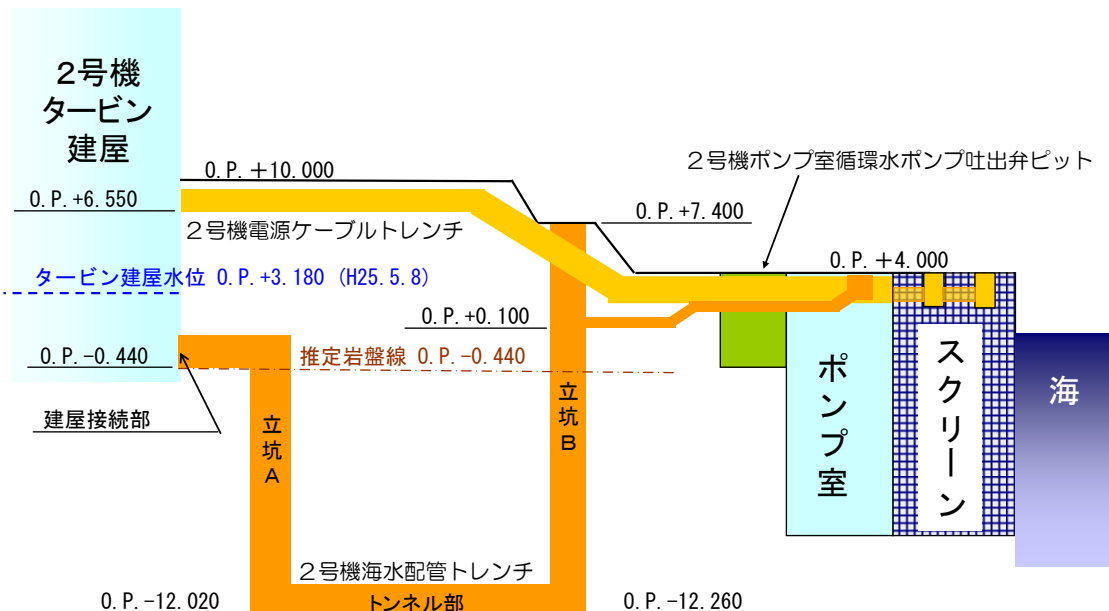 ２号機
タービン
建屋
O.P.＋10.000
２号機ポンプ室循環水ポンプ吐出弁ピット
O.P.+6.550
O.P.+7.400
２号機電源ケーブルトレンチ
O.P.＋4.000
タービン建屋水位 O.P.+3.180 (H25.5.8)
O.P.+0.100
O.P.-0.440
推定岩盤線 O.P.-0.440
建屋接続部
立坑A
立坑B
ポンプ室
スクリーン
海
２号機海水配管トレンチ
O.P.-12.020
トンネル部
O.P.-12.260